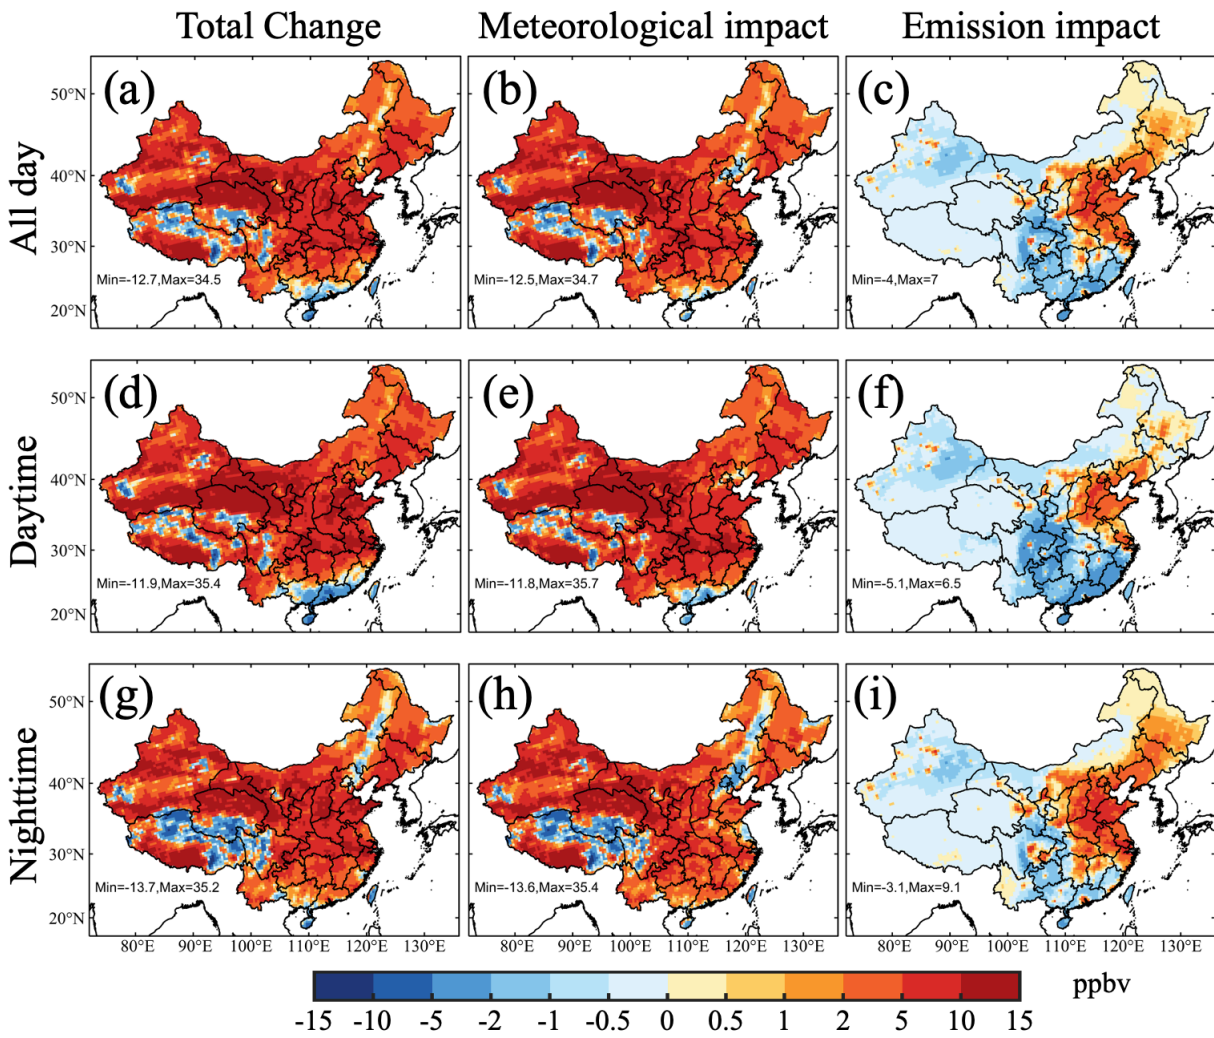 Total Change Meteorological impact Emission impact
All day
(a) (b) (c)
50°N
40°N
30°N
20°N
Min=-12.7,Max=34.5 Min=-12.5,Max=34.7 Min=-4,Max=7
Daytime
(d) (e) (f)
50°N
40°N
30°N
20°N
Min=-11.9,Max=35.4 Min=-11.8,Max=35.7 Min=-5.1,Max=6.5
Nighttime
(g) (h) (i)
50°N
40°N
30°N
20°N
Min=-13.7,Max=35.2 Min=-13.6,Max=35.4 Min=-3.1,Max=9.1
80°E 90°E 100°E 110°E 120°E 130°E 80°E 90°E 100°E 110°E 120°E 130°E 80°E 90°E 100°E 110°E 120°E 130°E
ppbv
-15 -10 -5 -2 -1 -0.5 0 0.5 1 2 5 10 15